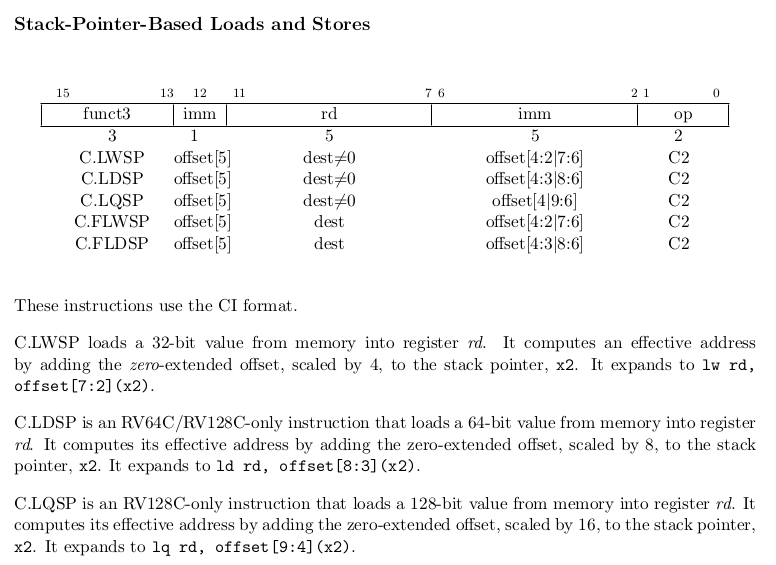 Stack-Pointer-Based Loads and Stores
15 13 12 11 7 6 2 1 0
funct3 imm rd imm op
3 1 5 5 2
C.LWSP offset[5] dest≠0 offset[4:2|7:6] C2
C.LDSP offset[5] dest≠0 offset[4:3|8:6] C2
C.LQSP offset[5] dest≠0 offset[4|9:6] C2
C.FLWSP offset[5] dest offset[4:2|7:6] C2
C.FLDSP offset[5] dest offset[4:3|8:6] C2
These instructions use the CI format.
C.LWSP loads a 32-bit value from memory into register rd. It computes an effective address
by adding the zero-extended offset, scaled by 4, to the stack pointer, x2. It expands to lw rd,
offset[7:2](x2).
C.LDSP is an RV64C/RV128C-only instruction that loads a 64-bit value from memory into register
rd. It computes its effective address by adding the zero-extended offset, scaled by 8, to the stack
pointer, x2. It expands to ld rd, offset[8:3](x2).
C.LQSP is an RV128C-only instruction that loads a 128-bit value from memory into register rd. It
computes its effective address by adding the zero-extended offset, scaled by 16, to the stack pointer,
x2. It expands to lq rd, offset[9:4](x2).